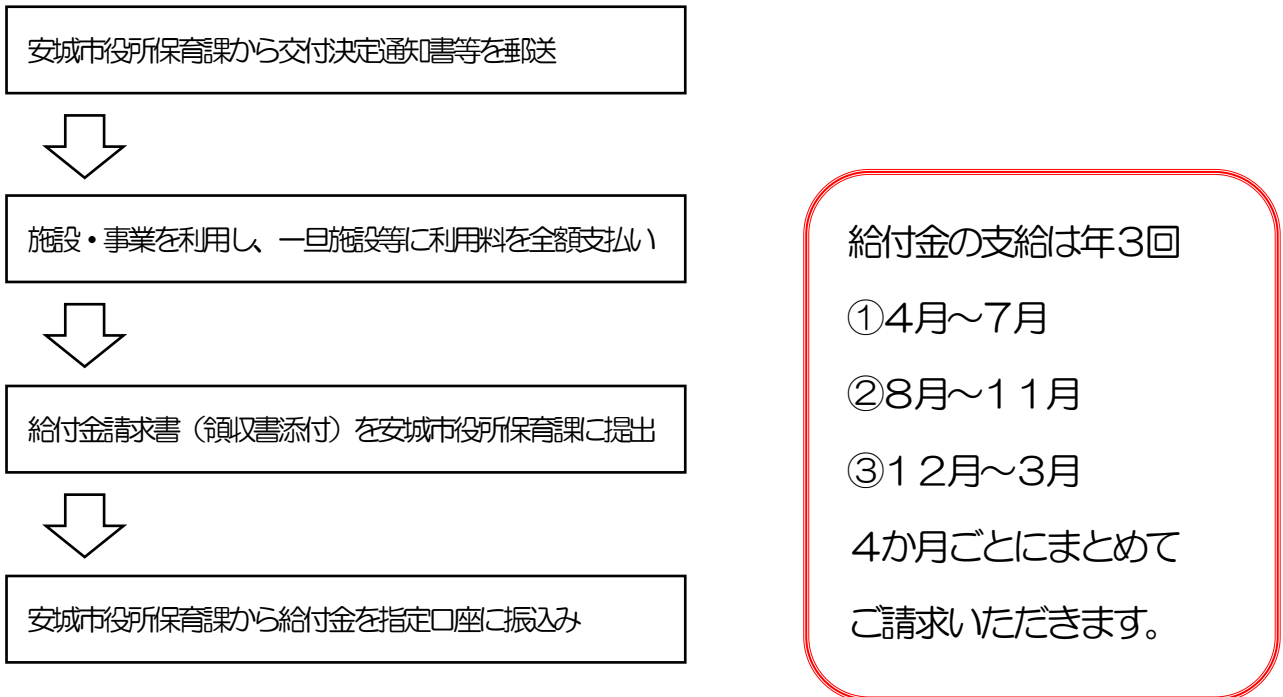 安城市役所保育課から交付決定通知書等を郵送
施設・事業を利用し、一旦施設等に利用料を全額支払い
給付金請求書（領収書添付）を安城市役所保育課に提出
安城市役所保育課から給付金を指定口座に振込み
給付金の支給は年３回
①４月～７月
②８月～１１月
③１２月～３月
４か月ごとにまとめて
ご請求いただきます。